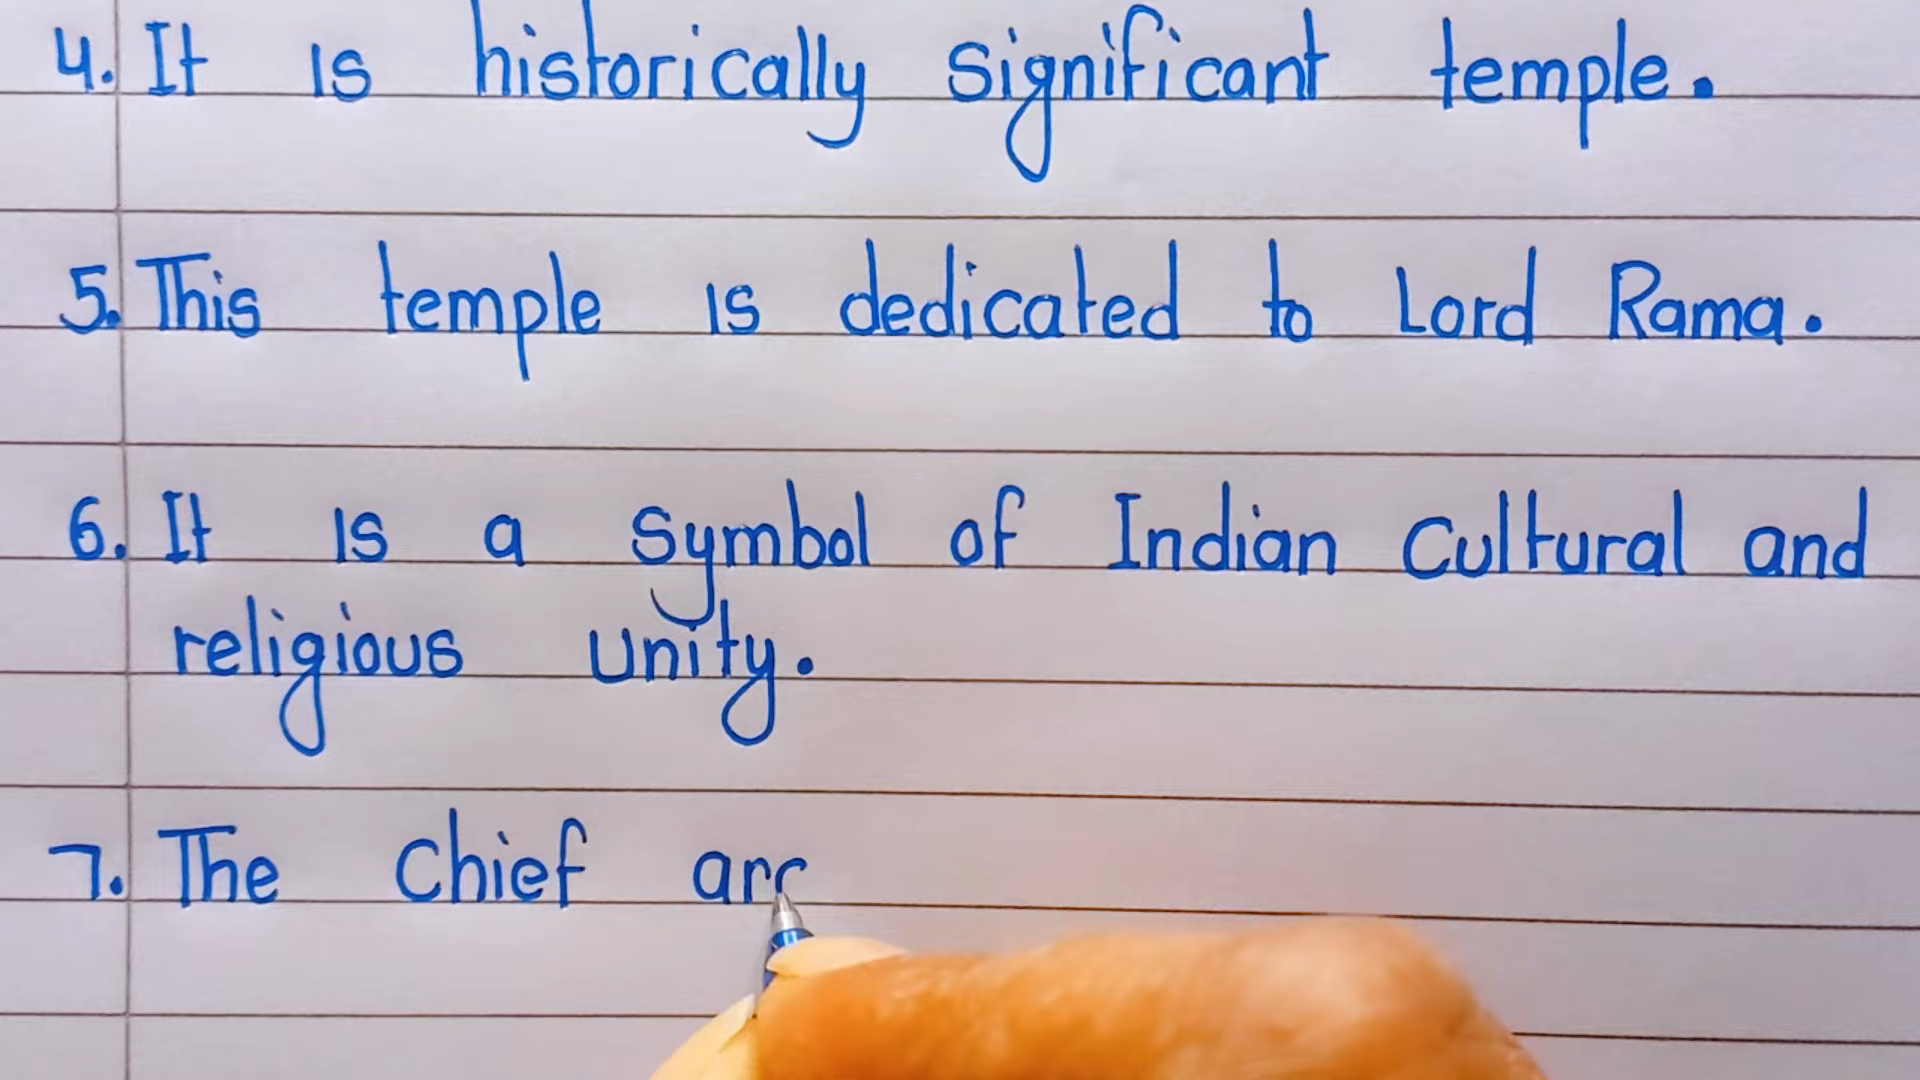 4. It is historically significant temple.
5. This temple is dedicated to Lord Rama.
6. It is a symbol of Indian Cultural and
religious unity.
7. The Chief arc